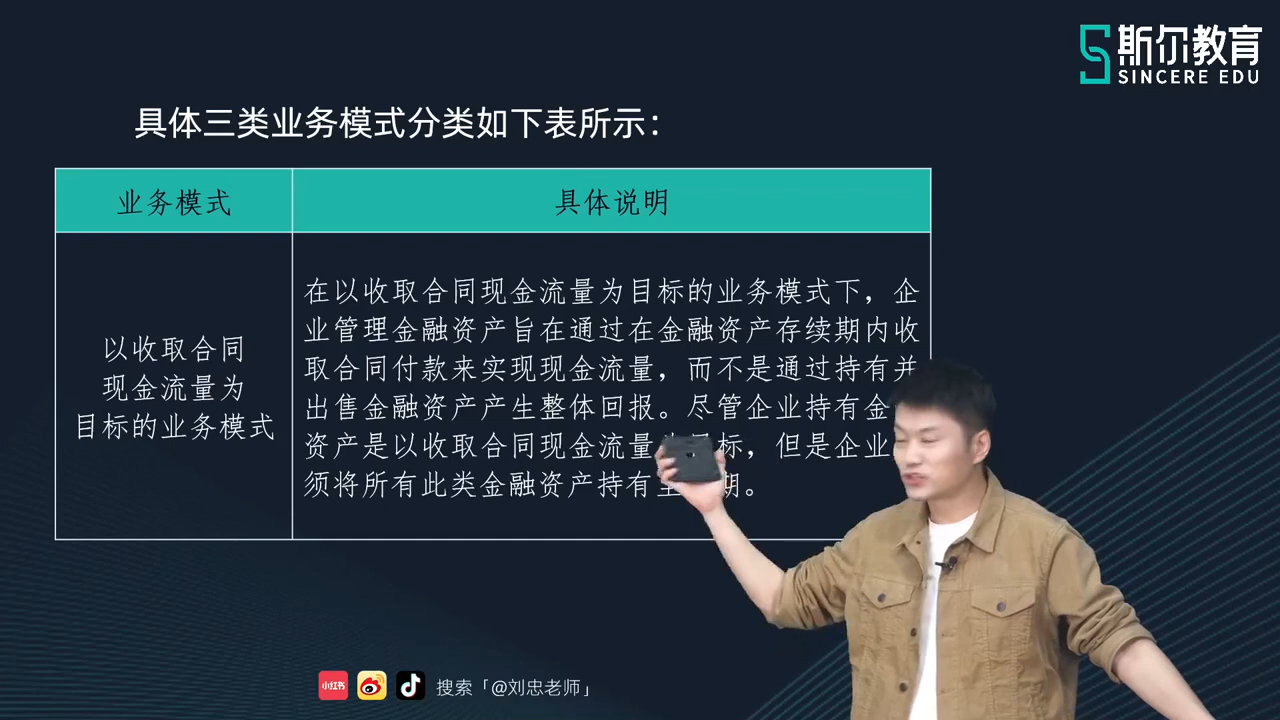 斯尔教育
SINCERE EDU
具体三类业务模式分类如下表所示：
业务模式
具体说明
以收取合同
现金流量为
目标的业务模式
在以收取合同现金流量为目标的业务模式下，企
业管理金融资产旨在通过在金融资产存续期内收
取合同付款来实现现金流量，而不是通过持有并
出售金融资产产生整体回报。尽管企业持有金
资产是以收取合同现金流量 标，但是企业
须将所有此类金融资产持有至 期。
小红书
搜索「@刘忠老师」